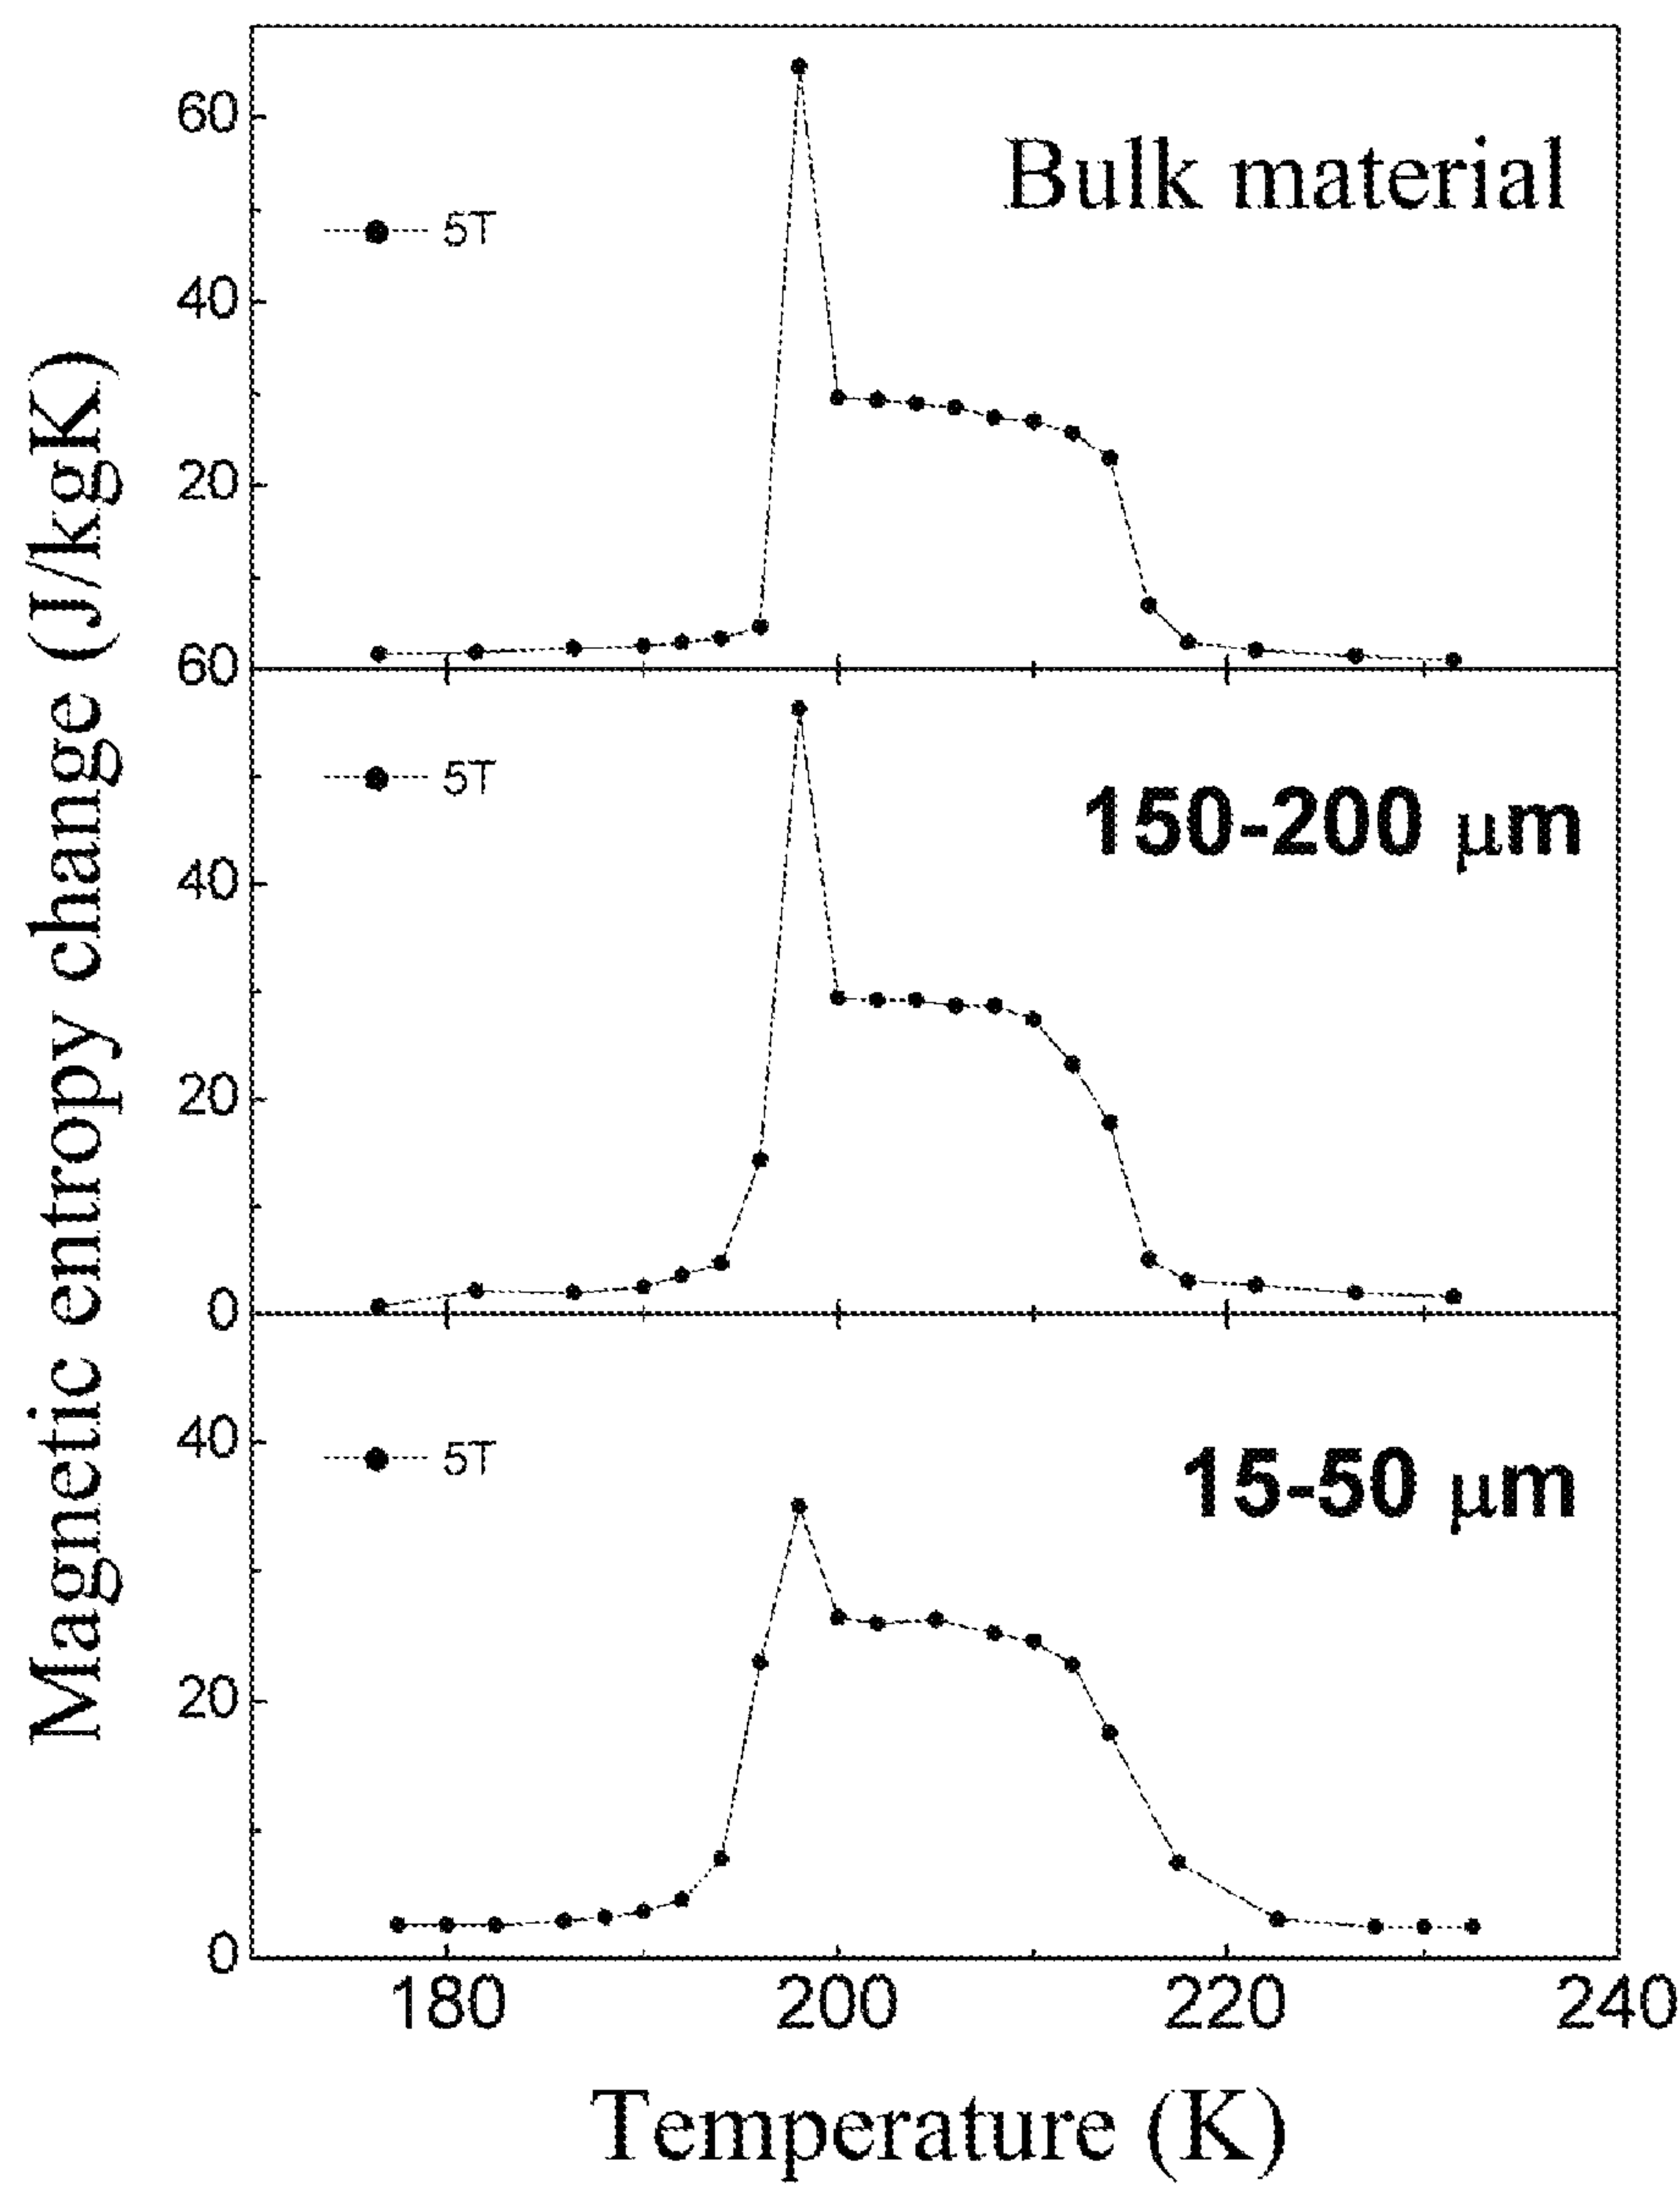 Magnetic entropy change (J/kgK)
60
40
20
5T
Bulk material
60
40
20
0
5T
150-200 μm
40
20
0
5T
15-50 μm
180 200 220 240
Temperature (K)